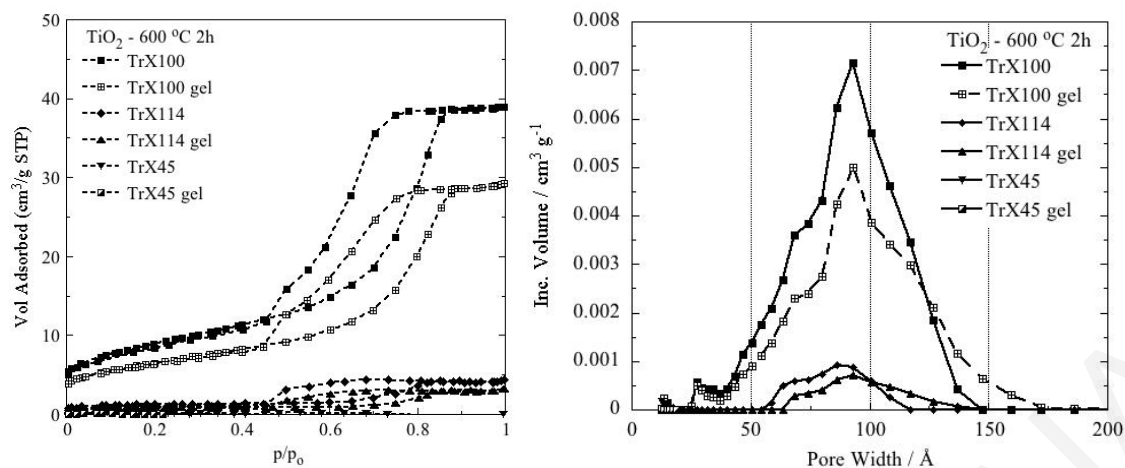 TiO2 - 600 °C 2h
TrX100
TrX100 gel
TrX114
TrX114 gel
TrX45
TrX45 gel
Vol Adsorbed (cm3/g STP)
50
40
30
20
10
0
0 0.2 0.4 0.6 0.8 1
p/po
TiO2 - 600 °C 2h
TrX100
TrX100 gel
TrX114
TrX114 gel
TrX45
TrX45 gel
Inc. Volume / cm3 g-1
0.008
0.007
0.006
0.005
0.004
0.003
0.002
0.001
0
0 50 100 150 200
Pore Width / Å